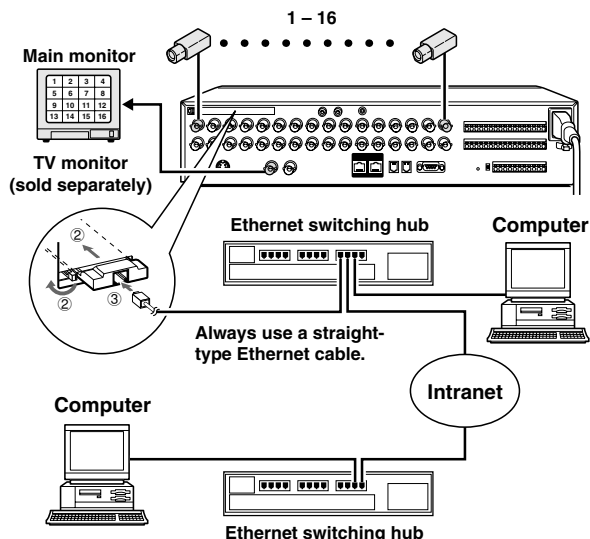 1 – 16
Main monitor
1 2 3 4
5 6 7 8
9 10 11 12
13 14 15 16
TV monitor
(sold separately)
Ethernet switching hub
Computer
②
②
③
Always use a straight-
type Ethernet cable.
Intranet
Computer
Ethernet switching hub